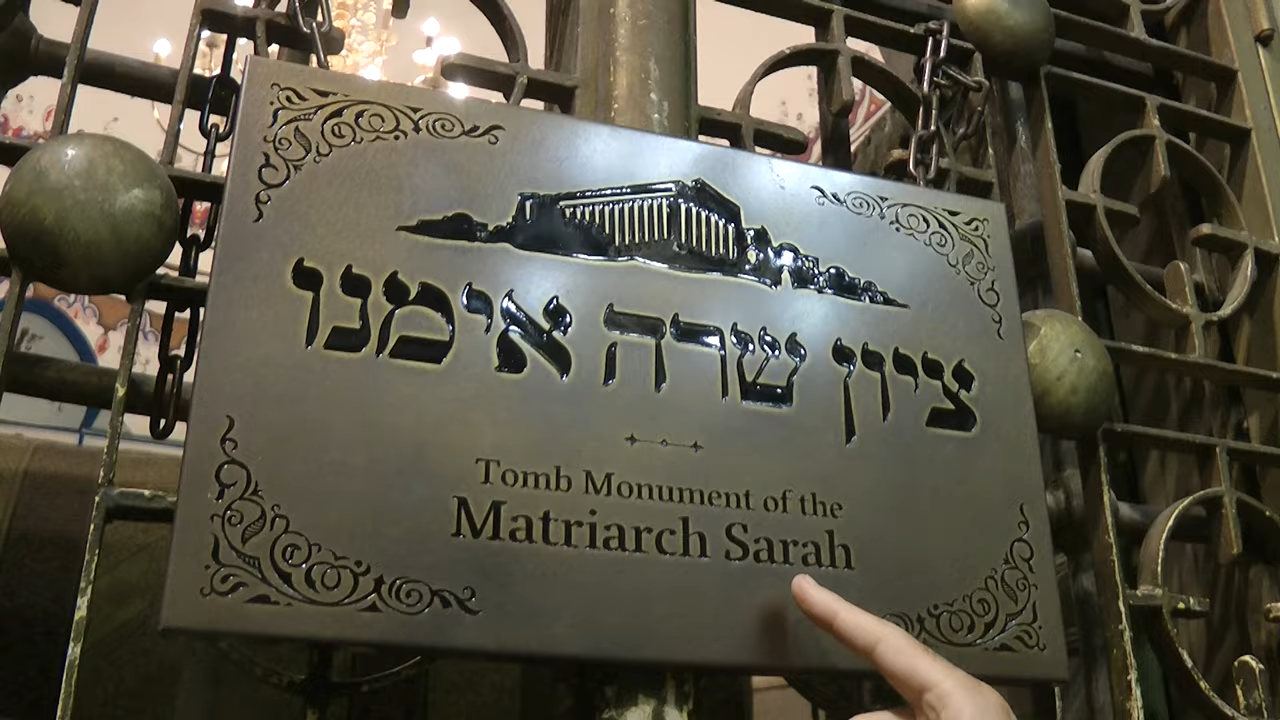 ציון שרה אימנו
Tomb Monument of the
Matriarch Sarah